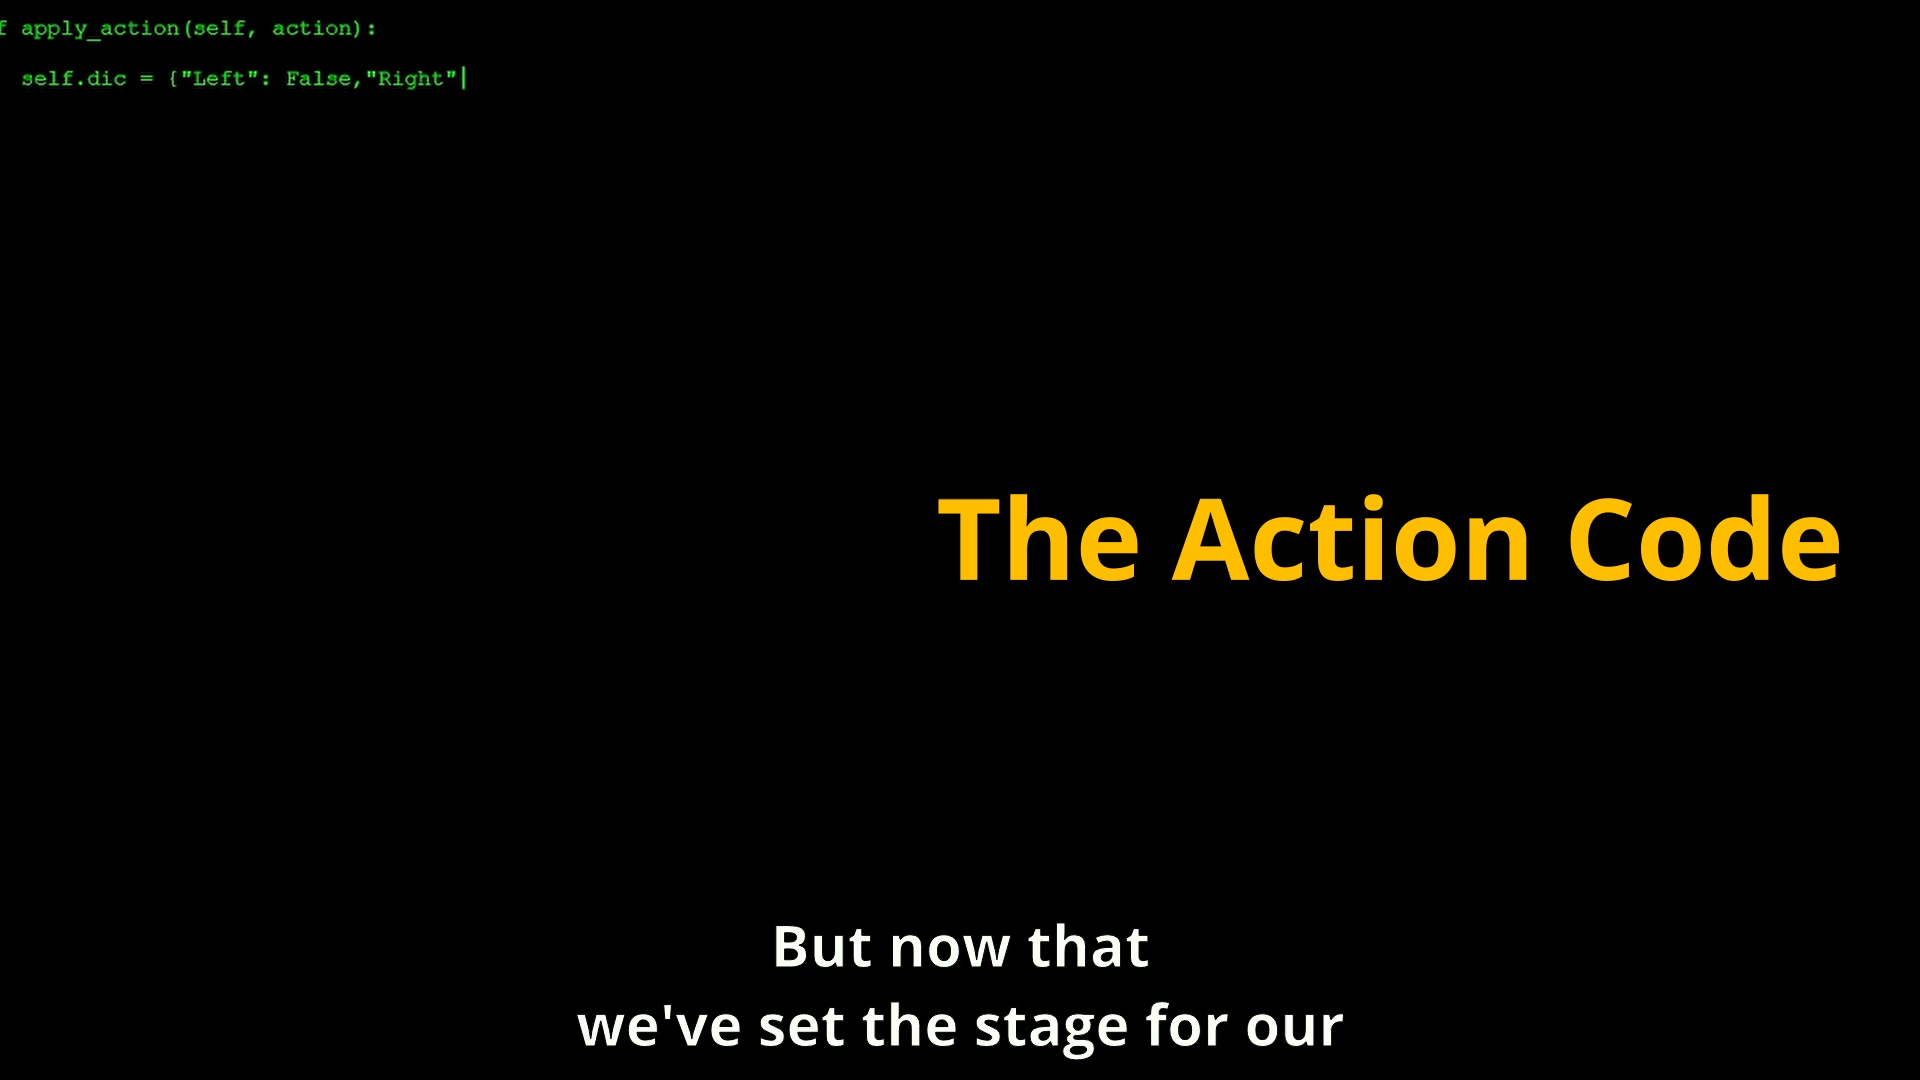 f apply_action(self, action):
self.dic = {"Left": False,"Right"
The Action Code
But now that
we've set the stage for our